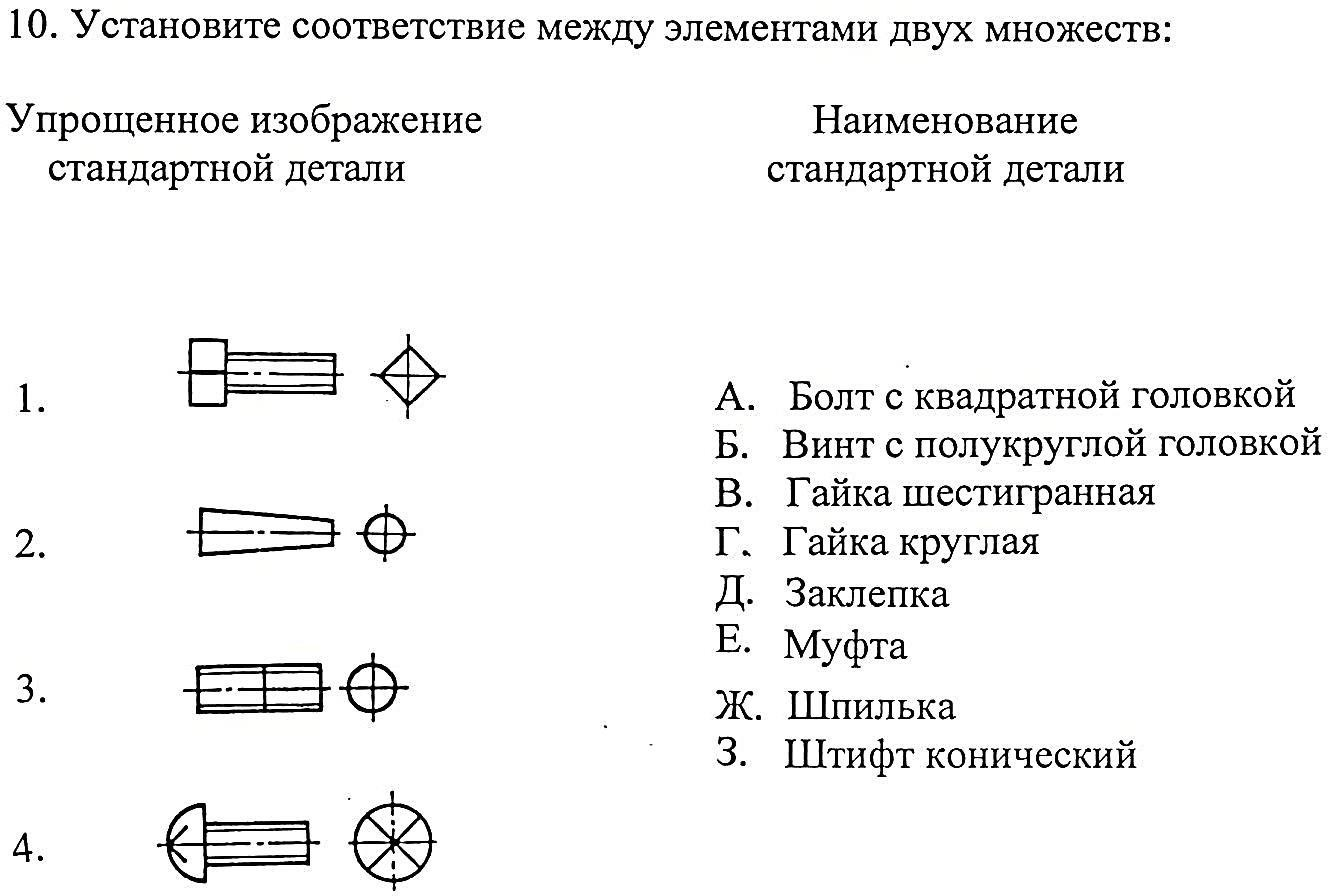 10. Установите соответствие между элементами двух множеств:
Упрощенное изображение
стандартной детали
Наименование
стандартной детали
1.
2.
3.
4.
А. Болт с квадратной головкой
Б. Винт с полукруглой головкой
В. Гайка шестигранная
Г. Гайка круглая
Д. Заклепка
Е. Муфта
Ж. Шпилька
З. Штифт конический